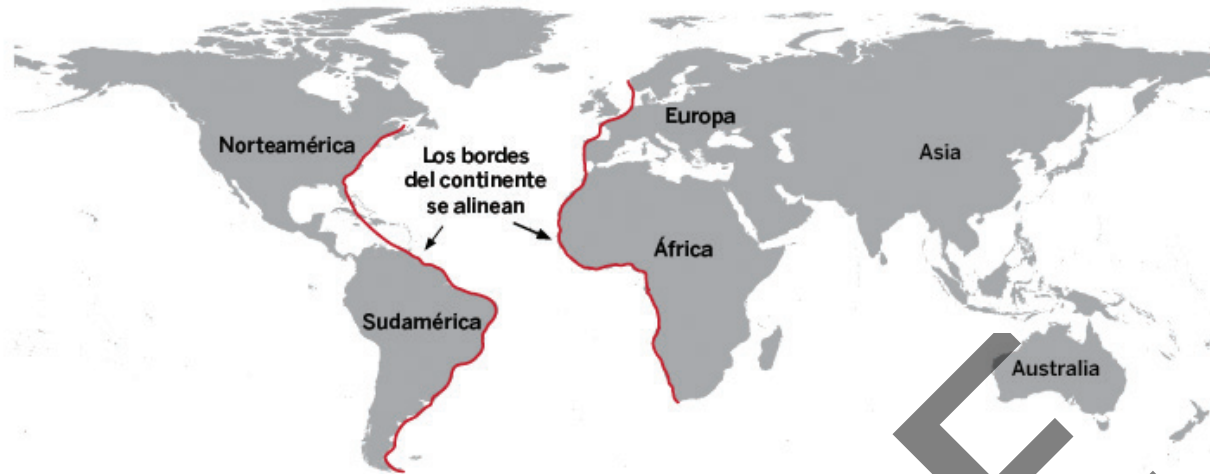 Norteamérica
Los bordes
del continente
se alinean
Europa
Asia
África
Sudamérica
Australia